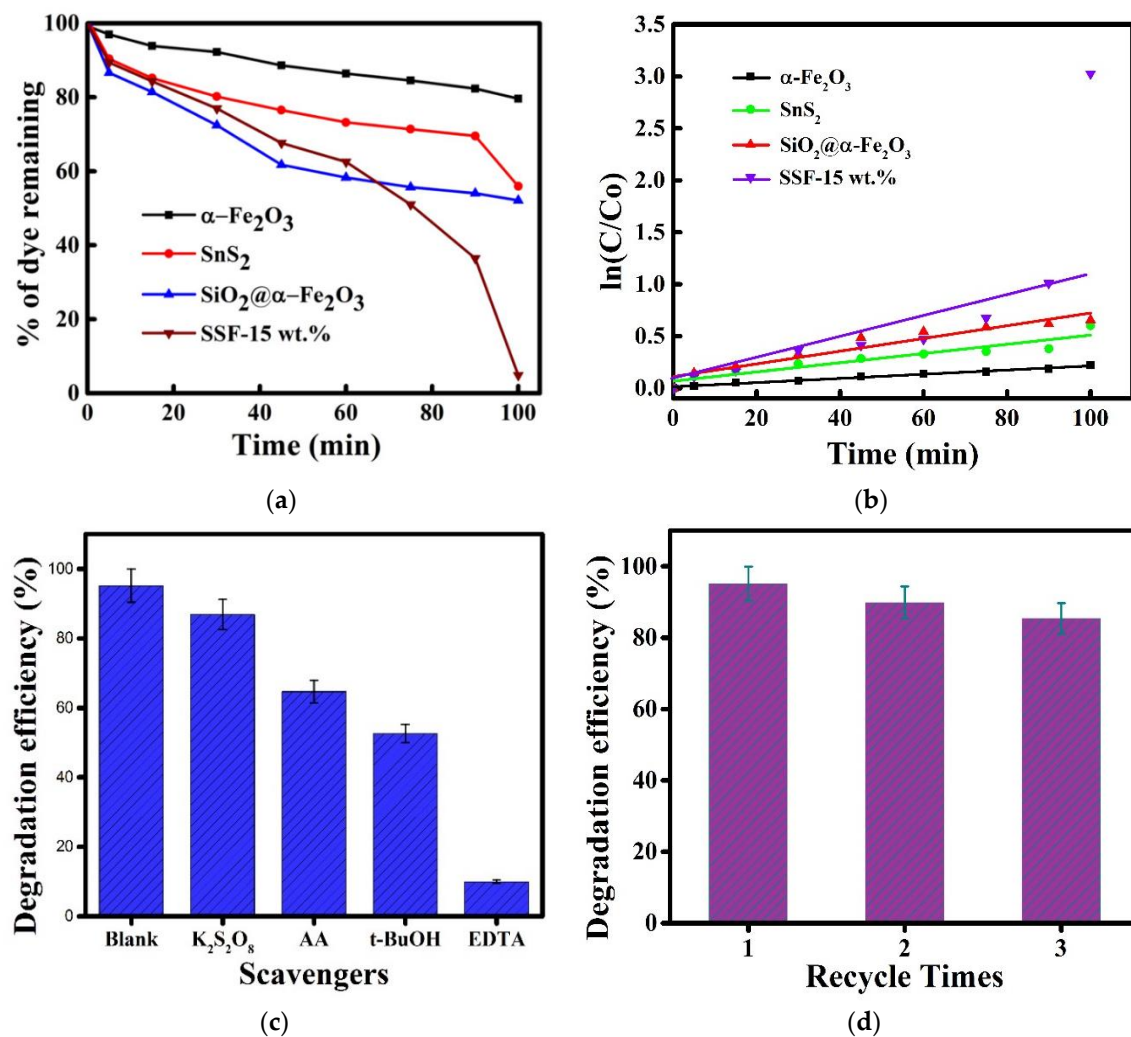 100
80
60
40
20
0
% of dye remaining
α–Fe₂O₃
SnS₂
SiO₂@α–Fe₂O₃
SSF-15 wt.%
0 20 40 60 80 100
Time (min)
(a)
3.5
3.0
2.5
2.0
1.5
1.0
0.5
0.0
ln(C/Co)
α-Fe₂O₃
SnS₂
SiO₂@α-Fe₂O₃
SSF-15 wt.%
0 20 40 60 80 100
Time (min)
(b)
100
80
60
40
20
0
Degradation efficiency (%)
Blank K₂S₂O₈ AA t-BuOH EDTA
Scavengers
(c)
100
80
60
40
20
0
Degradation efficiency (%)
1 2 3
Recycle Times
(d)